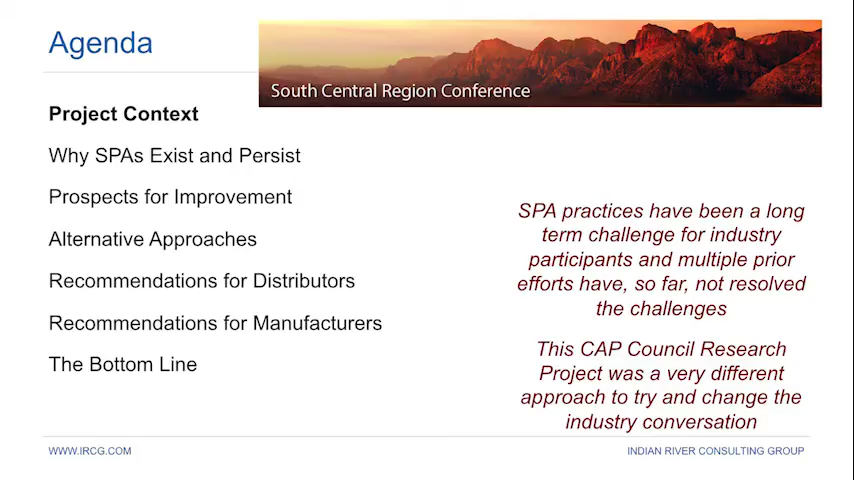 Agenda
South Central Region Conference
Project Context
Why SPAs Exist and Persist
Prospects for Improvement
Alternative Approaches
Recommendations for Distributors
Recommendations for Manufacturers
The Bottom Line
SPA practices have been a long
term challenge for industry
participants and multiple prior
efforts have, so far, not resolved
the challenges
This CAP Council Research
Project was a very different
approach to try and change the
industry conversation
WWW.IRCG.COM
INDIAN RIVER CONSULTING GROUP